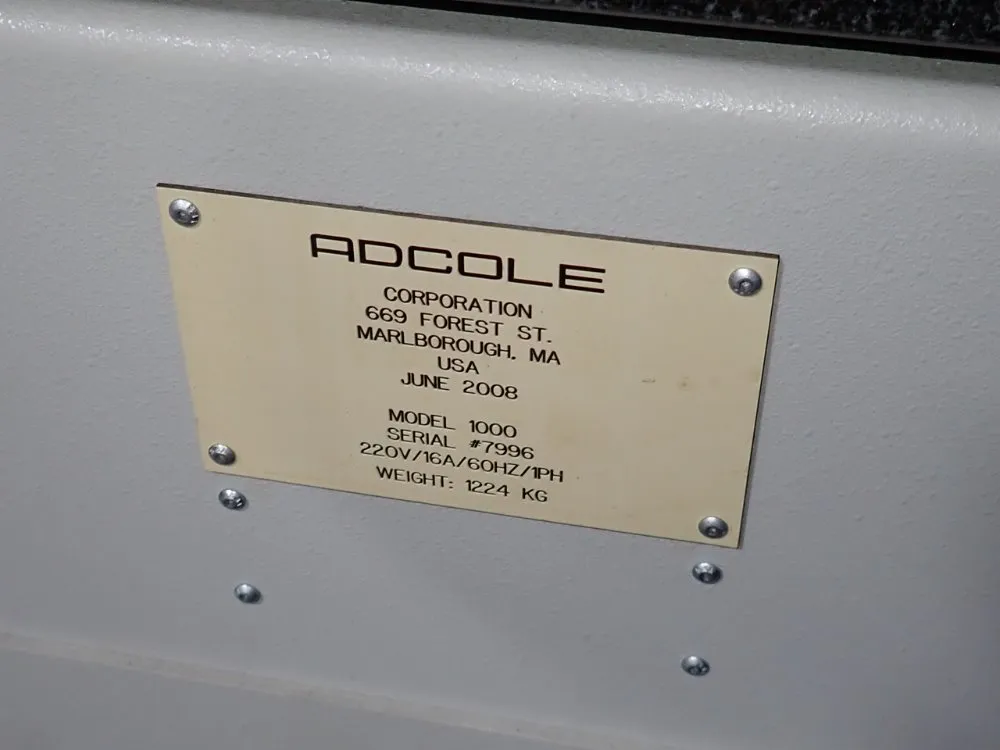 ADCOLE
CORPORATION
669 FOREST ST.
MARLBOROUGH, MA
USA
JUNE 2008
MODEL 1000
SERIAL #7996
220V/16A/60HZ/1PH
WEIGHT: 1224 KG